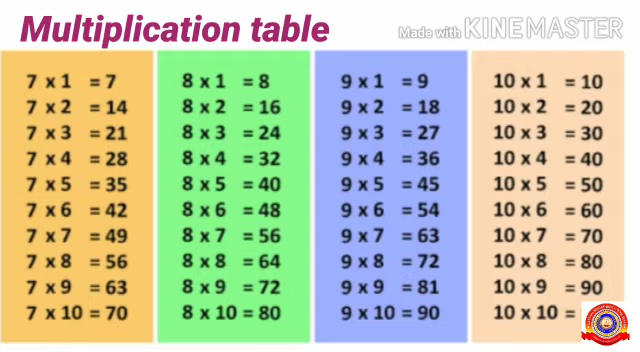 Multiplication table
Made with KINEMASTER
7 x 1 = 7
7 x 2 = 14
7 x 3 = 21
7 x 4 = 28
7 x 5 = 35
7 x 6 = 42
7 x 7 = 49
7 x 8 = 56
7 x 9 = 63
7 x 10 = 70
8 x 1 = 8
8 x 2 = 16
8 x 3 = 24
8 x 4 = 32
8 x 5 = 40
8 x 6 = 48
8 x 7 = 56
8 x 8 = 64
8 x 9 = 72
8 x 10 = 80
9 x 1 = 9
9 x 2 = 18
9 x 3 = 27
9 x 4 = 36
9 x 5 = 45
9 x 6 = 54
9 x 7 = 63
9 x 8 = 72
9 x 9 = 81
9 x 10 = 90
10 x 1 = 10
10 x 2 = 20
10 x 3 = 30
10 x 4 = 40
10 x 5 = 50
10 x 6 = 60
10 x 7 = 70
10 x 8 = 80
10 x 9 = 90
10 x 10 =